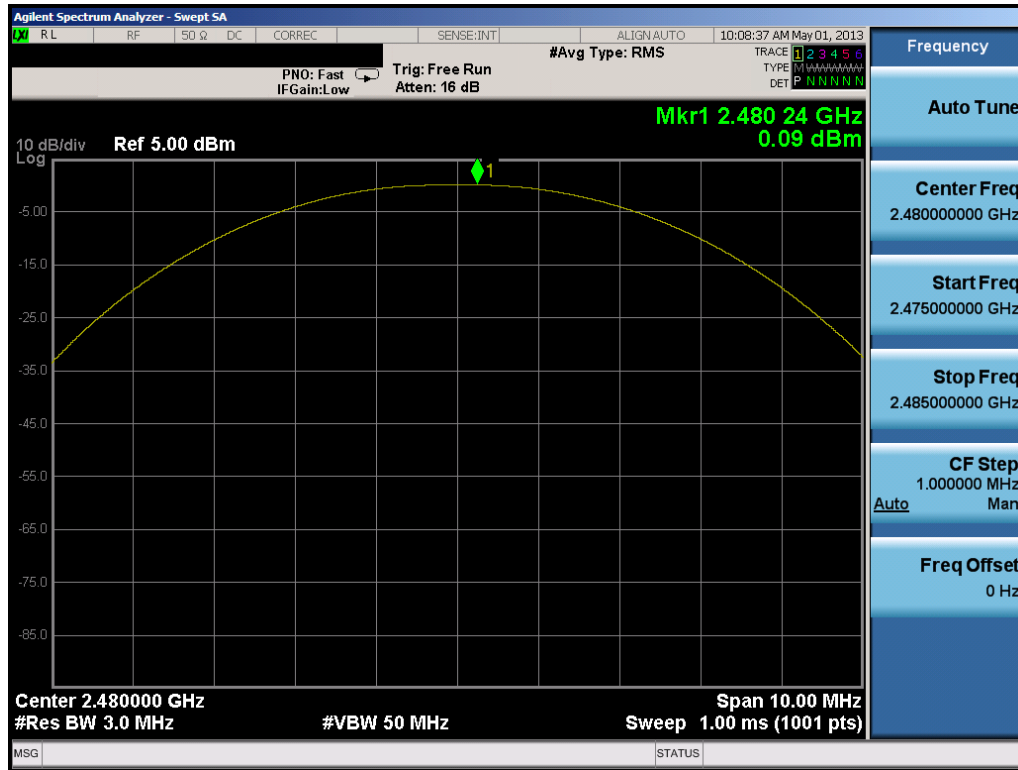 Agilent Spectrum Analyzer - Swept SA
LXI RL RF 50 Ω DC CORREC SENSE:INT ALIGN AUTO 10:08:37 AM May 01, 2013
PNO: Fast
IFGain:Low
Trig: Free Run
Atten: 16 dB
#Avg Type: RMS
TRACE 1 2 3 4 5 6
TYPE M WWWWW
DET P N N N N N
Mkr1 2.480 24 GHz
0.09 dBm
10 dB/div Ref 5.00 dBm
Log
1
-5.00
-15.0
-25.0
-35.0
-45.0
-55.0
-65.0
-75.0
-85.0
Center 2.480000 GHz Span 10.00 MHz
#Res BW 3.0 MHz #VBW 50 MHz Sweep 1.00 ms (1001 pts)
MSG STATUS
Frequency
Auto Tune
Center Freq
2.480000000 GHz
Start Freq
2.475000000 GHz
Stop Freq
2.485000000 GHz
CF Step
1.000000 MHz
Auto Man
Freq Offset
0 Hz